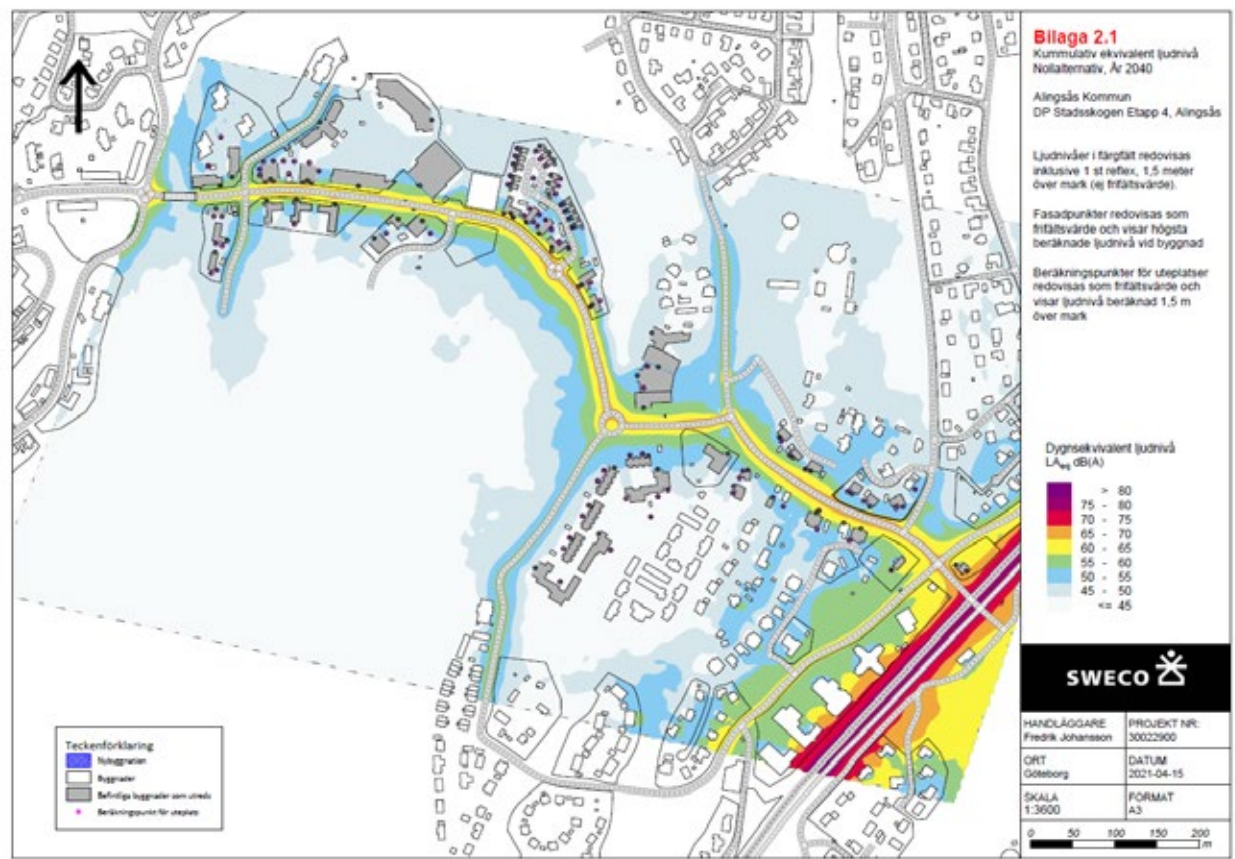 Bilaga 2.1
Kummulativ ekvivalent ljudnivå
Nollalternativ, År 2040
Alingsås Kommun
DP Stadsskogen Etapp 4, Alingsås
Ljudnivåer i färgfält redovisas
inklusive 1 st reflex, 1,5 meter
över mark (ej frifältsvärde).
Fasadpunkter redovisas som
frifältsvärde och visar högsta
beräknade ljudnivå vid byggnad
Beräkningspunkter för uteplatser
redovisas som frifältsvärde och
visar ljudnivå beräknad 1,5 m
över mark
Dygnsekvivalent ljudnivå
LAeq dB(A)
> 80
75 - 80
70 - 75
65 - 70
60 - 65
55 - 60
50 - 55
45 - 50
<= 45
SWECO
HANDLÄGGARE
Fredrik Johansson
PROJEKT NR:
30022900
ORT
Göteborg
DATUM
2021-04-15
SKALA
1:3600
FORMAT
A3
0 50 100 150 200
m
Teckenförklaring
Nybyggnation
Byggnader
Befintliga byggnader som utreds
Beräkningspunkt för uteplats